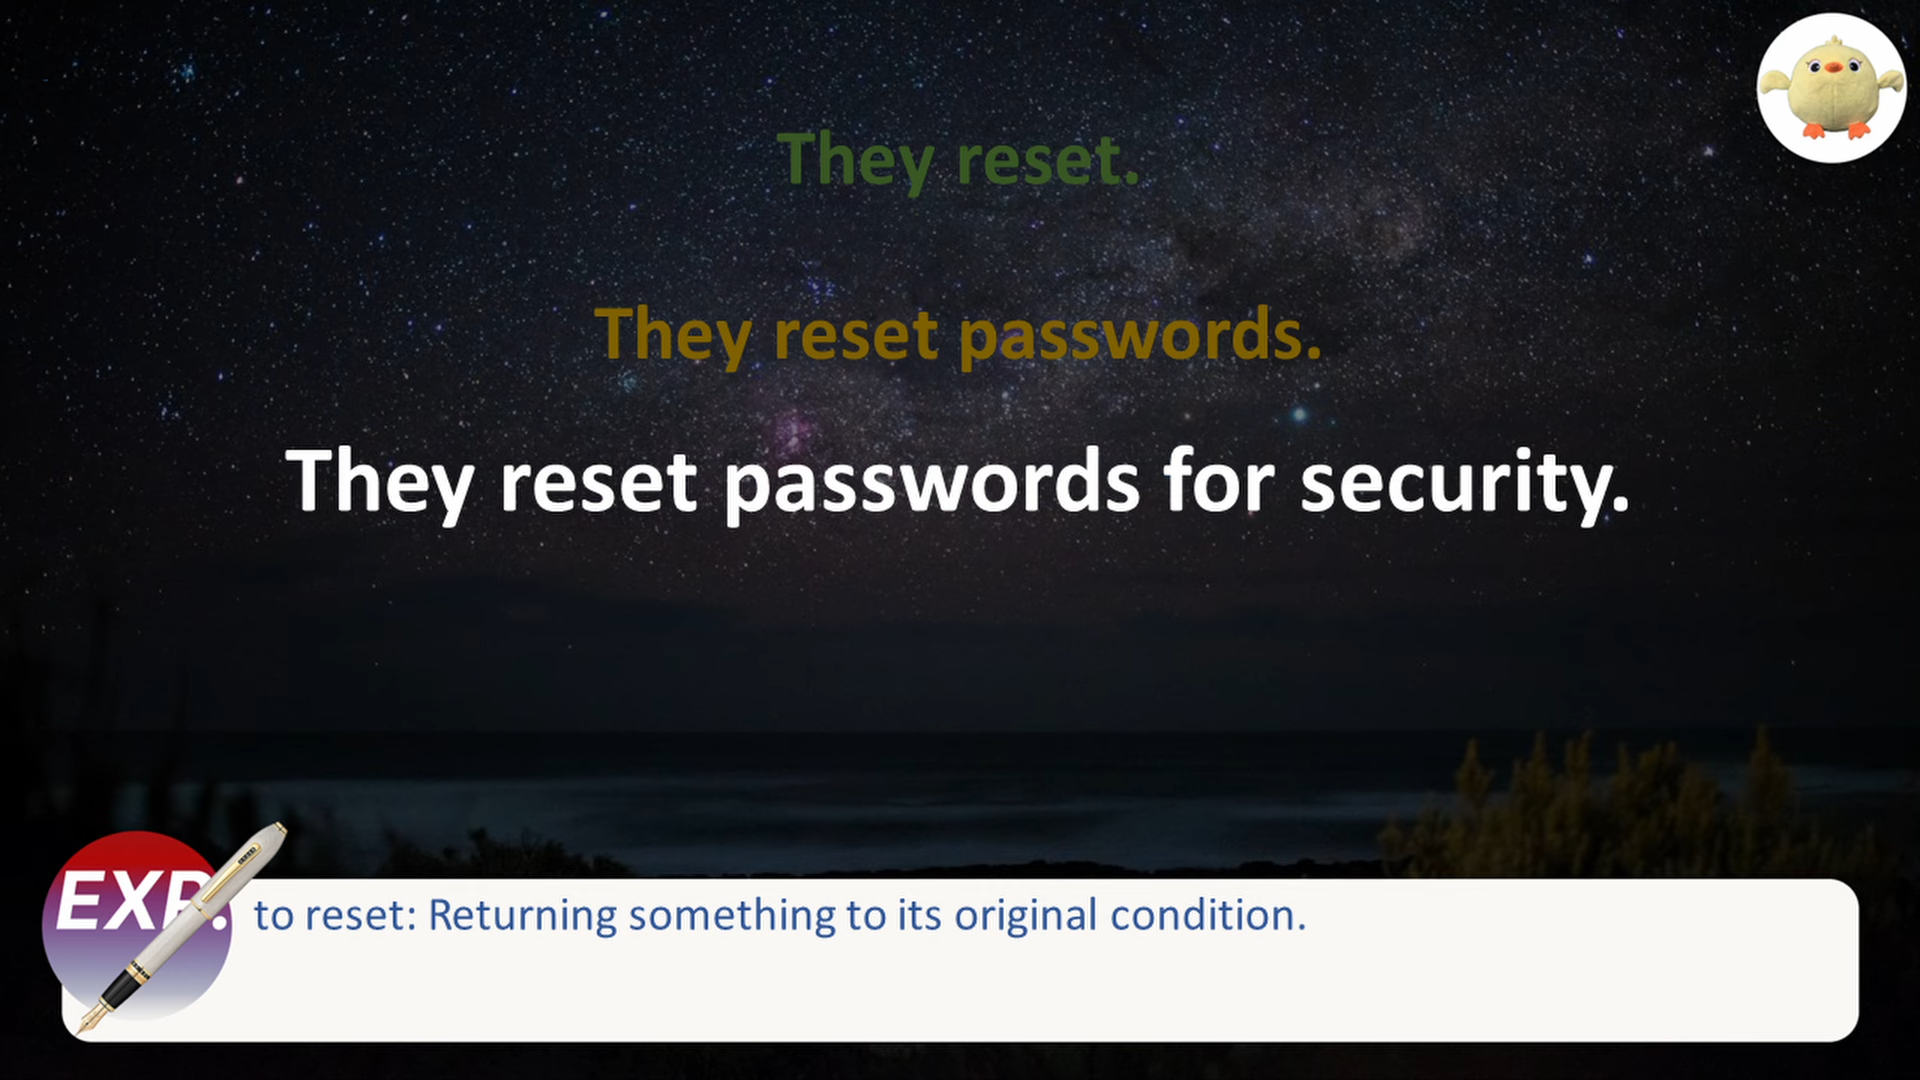 They reset.
They reset passwords.
They reset passwords for security.
EXP.
to reset: Returning something to its original condition.